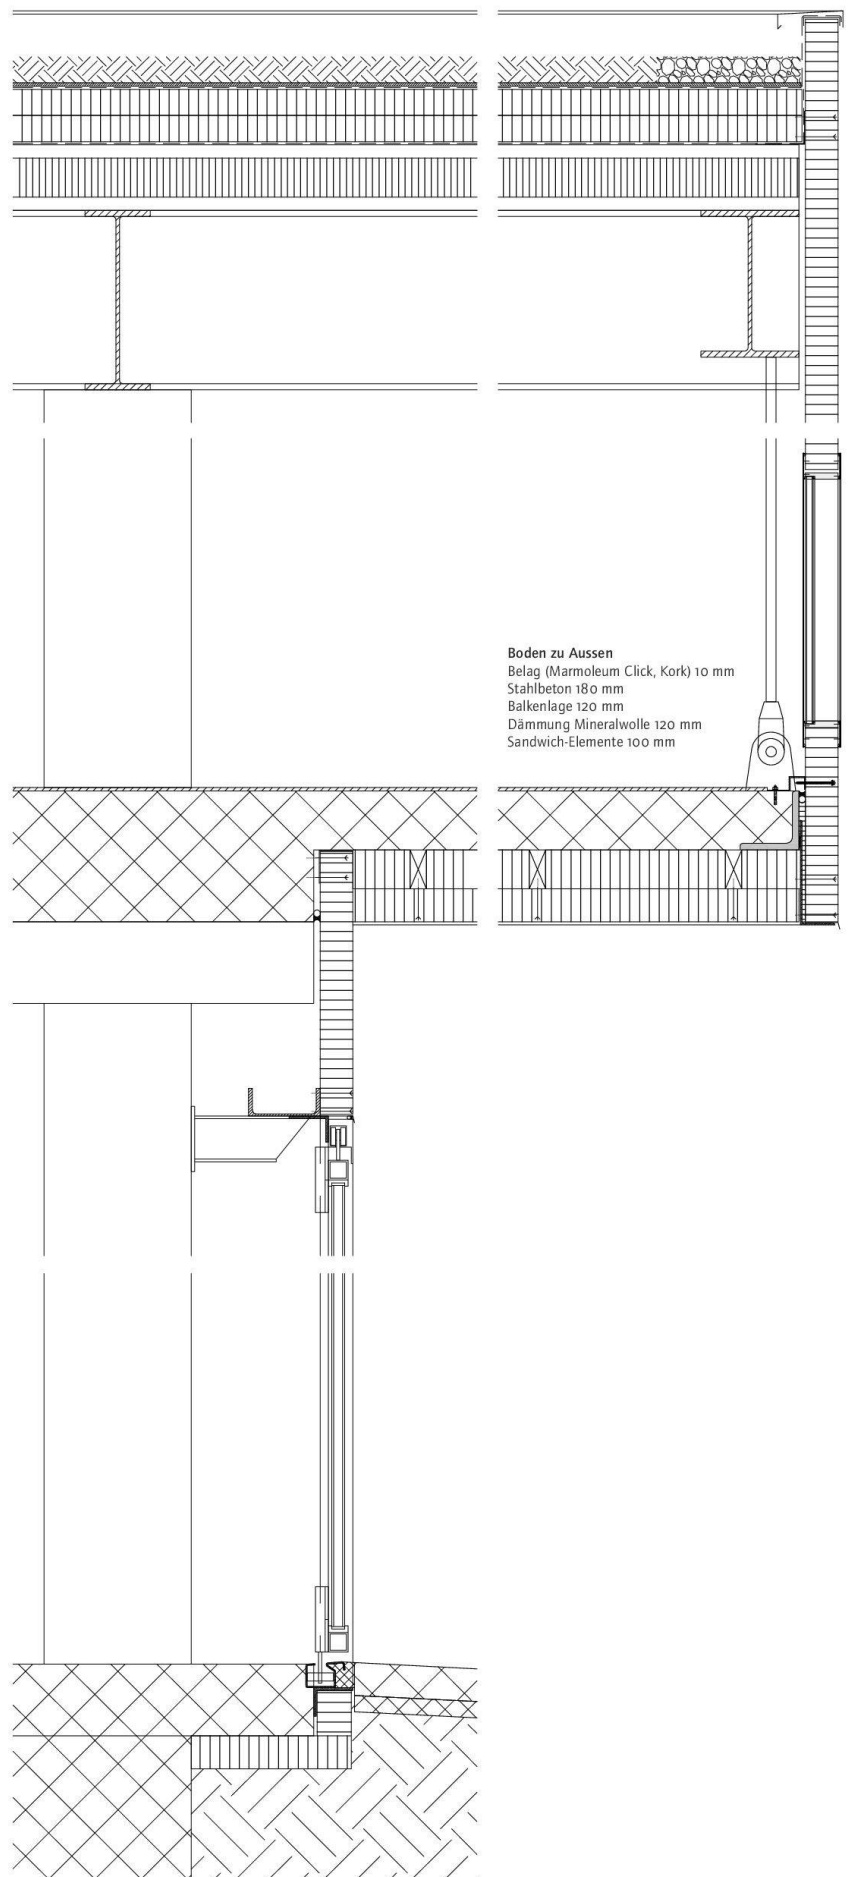 Boden zu Aussen
Belag (Marmoleum Click, Kork) 10 mm
Stahlbeton 180 mm
Balkenlage 120 mm
Dämmung Mineralwolle 120 mm
Sandwich-Elemente 100 mm